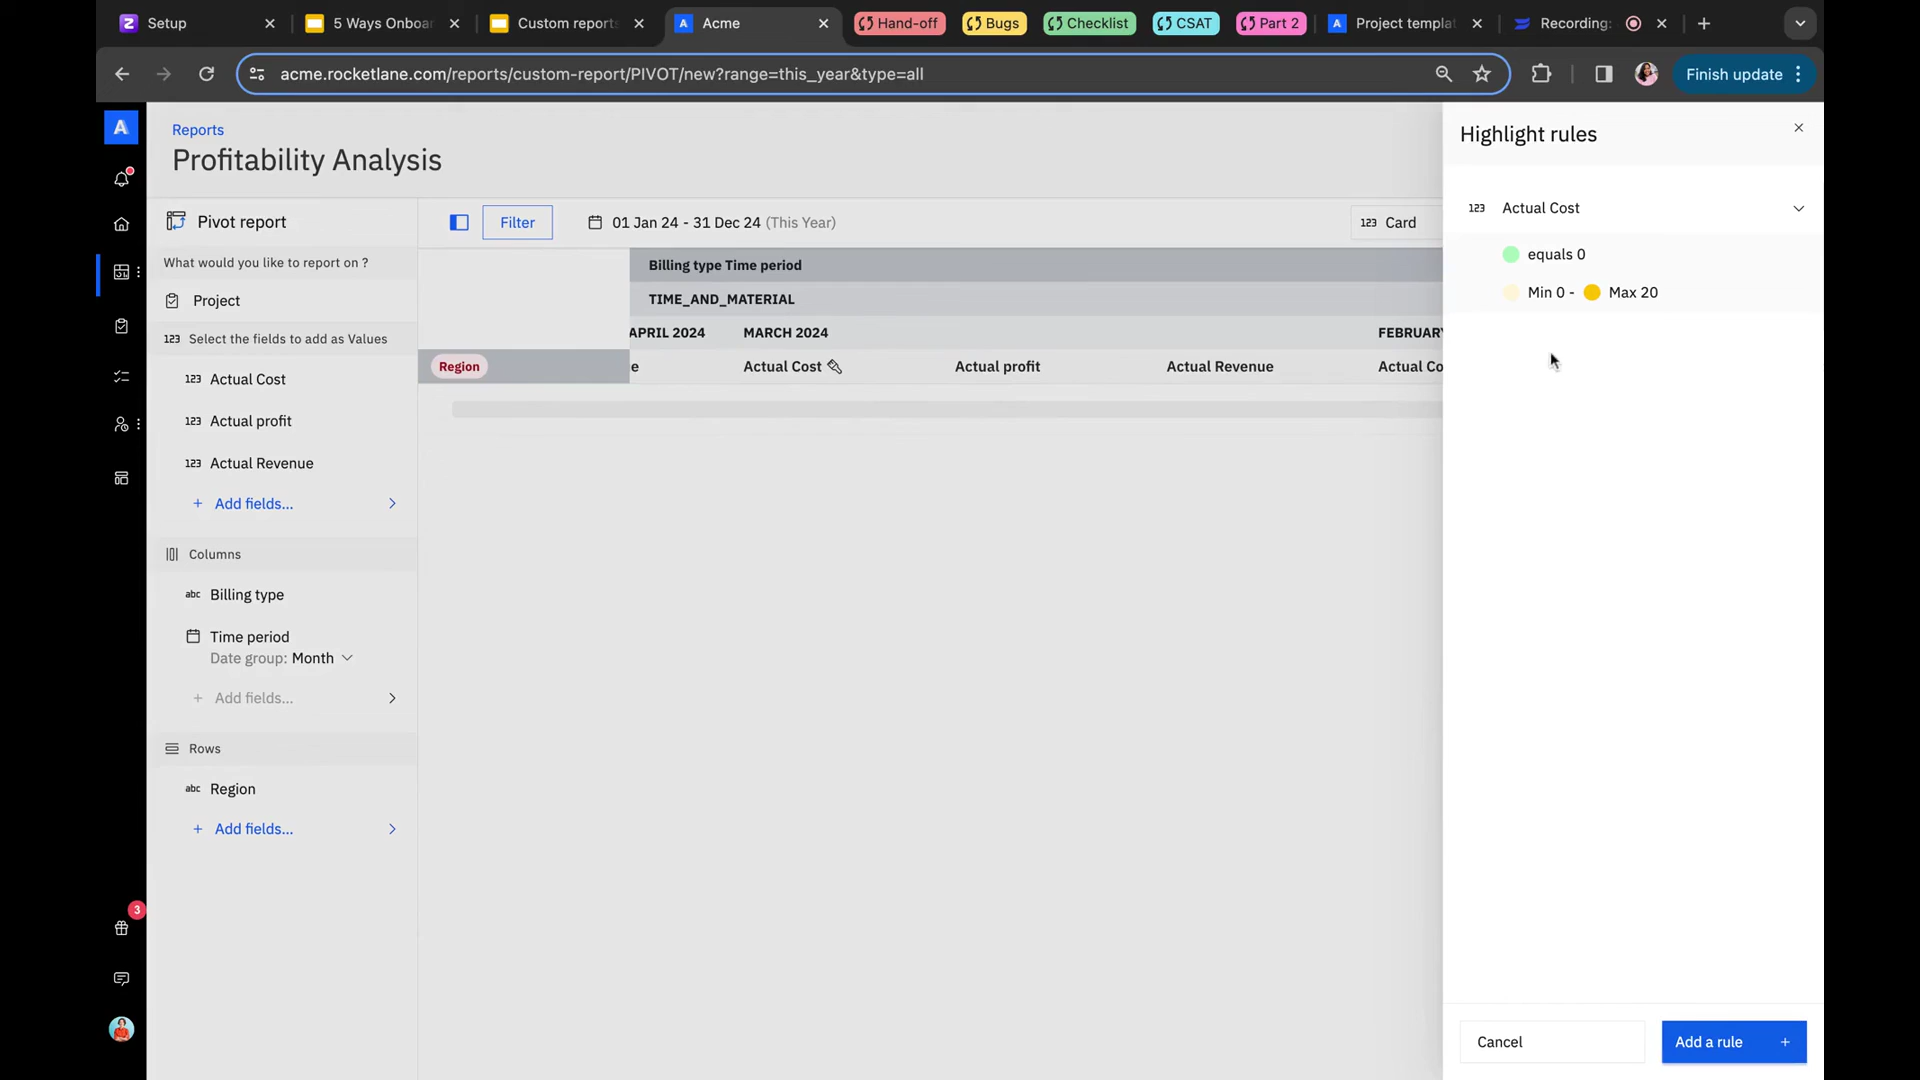 Setup
5 Ways Onboar
Custom reports
Acme
Hand-off
Bugs
Checklist
CSAT
Part 2
Project templa
Recording:
acme.rocketlane.com/reports/custom-report/PIVOT/new?range=this_year&type=all
Finish update
A
Reports
Profitability Analysis
Pivot report
Filter
01 Jan 24 - 31 Dec 24 (This Year)
123 Card
What would you like to report on ?
Project
123 Select the fields to add as Values
123 Actual Cost
123 Actual profit
123 Actual Revenue
+ Add fields...
Columns
abc Billing type
Time period
Date group: Month
+ Add fields...
Rows
abc Region
+ Add fields...
3
Billing type Time period
TIME_AND_MATERIAL
APRIL 2024 MARCH 2024 FEBRUARY
Region e Actual Cost Actual profit Actual Revenue Actual Co
Highlight rules
123 Actual Cost
equals 0
Min 0 - Max 20
Cancel
Add a rule +